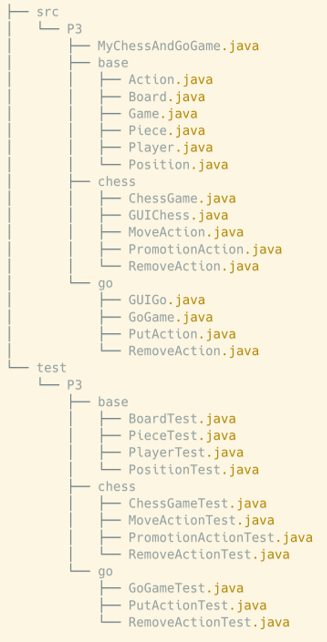 ├── src
│   └── P3
│       ├── MyChessAndGoGame.java
│       ├── base
│       │   ├── Action.java
│       │   ├── Board.java
│       │   ├── Game.java
│       │   ├── Piece.java
│       │   ├── Player.java
│       │   └── Position.java
│       ├── chess
│       │   ├── ChessGame.java
│       │   ├── GUIChess.java
│       │   ├── MoveAction.java
│       │   ├── PromotionAction.java
│       │   └── RemoveAction.java
│       └── go
│           ├── GUIGo.java
│           ├── GoGame.java
│           ├── PutAction.java
│           └── RemoveAction.java
└── test
    └── P3
        ├── base
        │   ├── BoardTest.java
        │   ├── PieceTest.java
        │   ├── PlayerTest.java
        │   └── PositionTest.java
        ├── chess
        │   ├── ChessGameTest.java
        │   ├── MoveActionTest.java
        │   ├── PromotionActionTest.java
        │   └── RemoveActionTest.java
        └── go
            ├── GoGameTest.java
            ├── PutActionTest.java
            └── RemoveActionTest.java